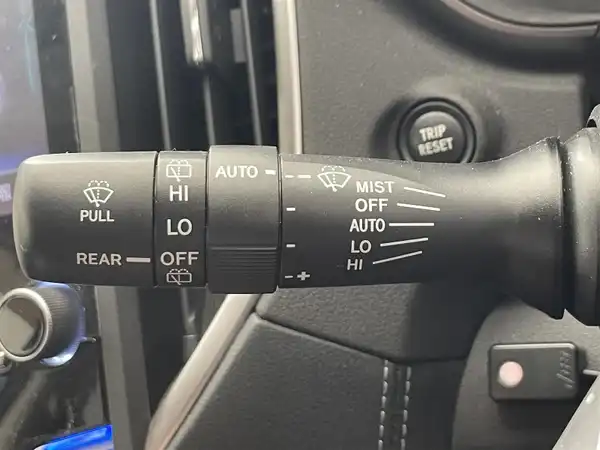 TRIP
RESET
PULL
REAR
HI
LO
OFF
AUTO
- +
MIST
OFF
AUTO
LO
HI